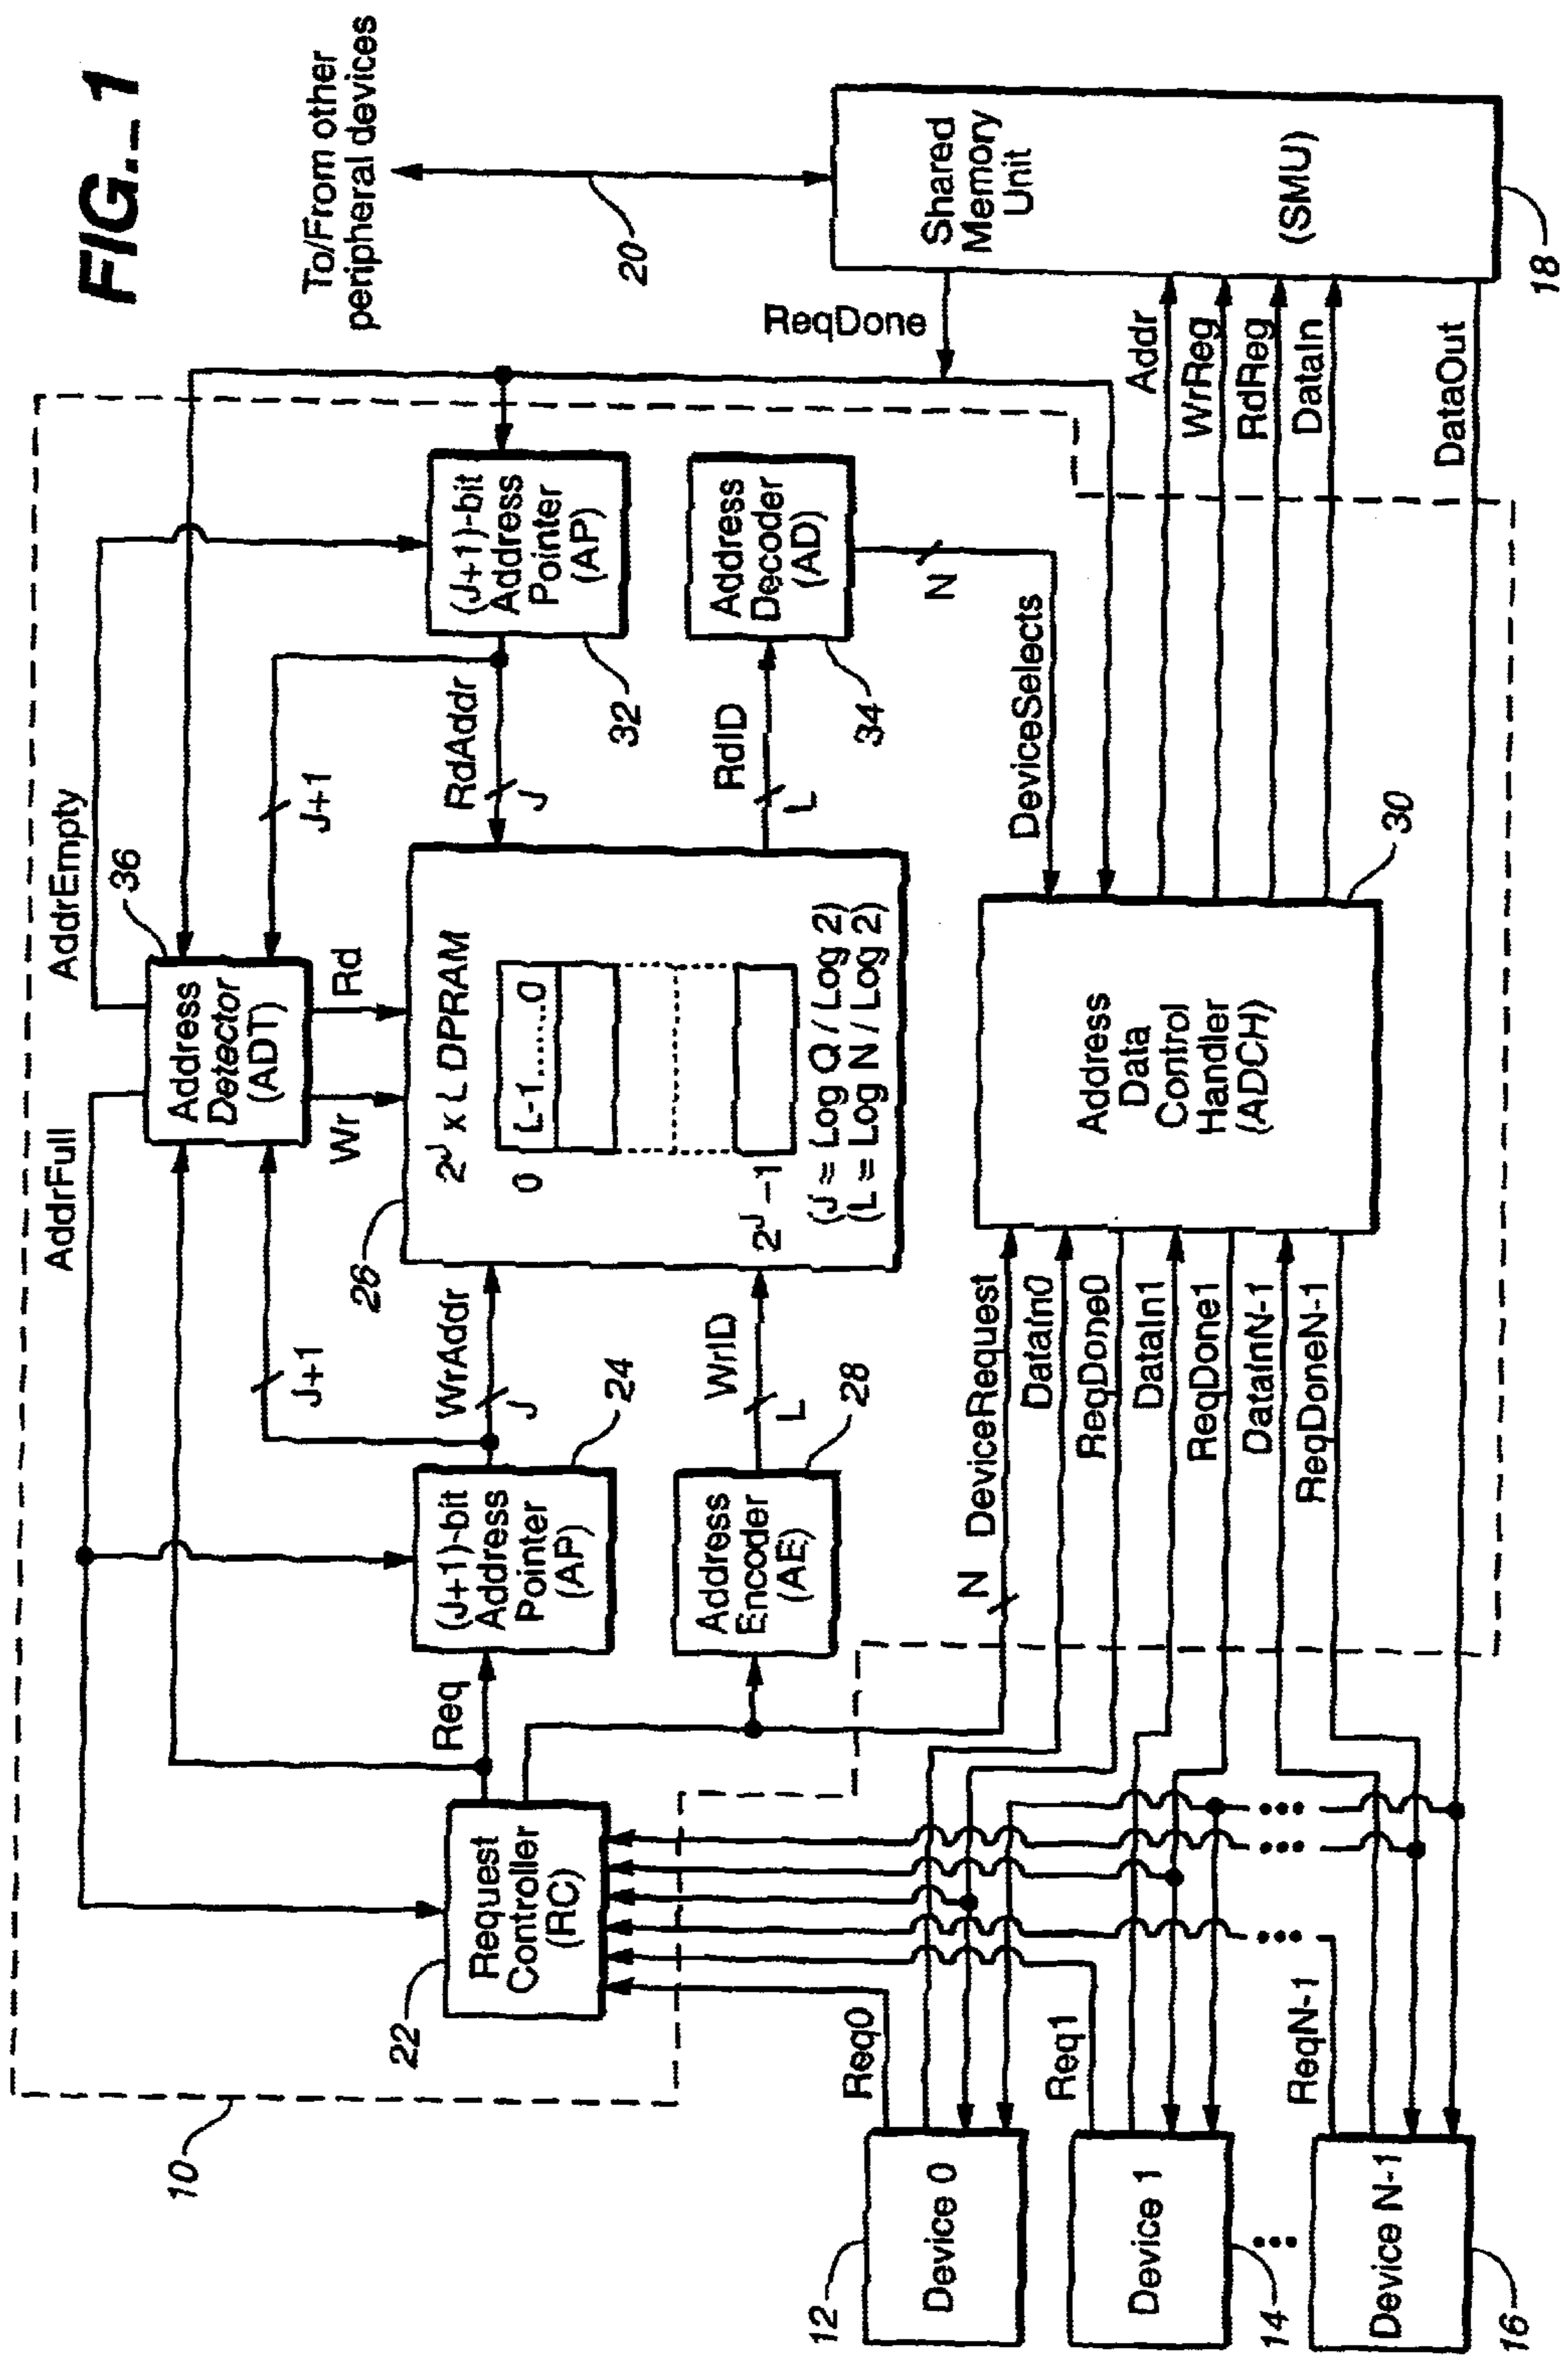 FIG._ 1
To/From other
peripheral devices
20
Shared
Memory
Unit
(SMU)
18
ReqDone
Addr
WrReg
RdReg
DataIn
DataOut
10
AddrFull
AddrEmpty
36
Address
Detector
(ADT)
Wr
Rd
J+1
J+1
22
Request
Controller
(RC)
Req
(J+1)-bit
Address
Pointer
(AP)
24
WrAddr
J
26
2^J x L DPRAM
0
L-1......0
2^J -1
(J = Log Q / Log 2)
(L = Log N / Log 2)
RdAddr
J
(J+1)-bit
Address
Pointer
(AP)
32
Address
Encoder
(AE)
28
WrID
L
RdID
L
Address
Decoder
(AD)
34
N
DeviceSelects
N DeviceRequest
DataIn0
ReqDone0
DataIn1
ReqDone1
DataInN-1
ReqDoneN-1
Address
Data
Control
Handler
(ADCH)
30
Req0
Device 0
12
Req1
Device 1
14
ReqN-1
Device N-1
16